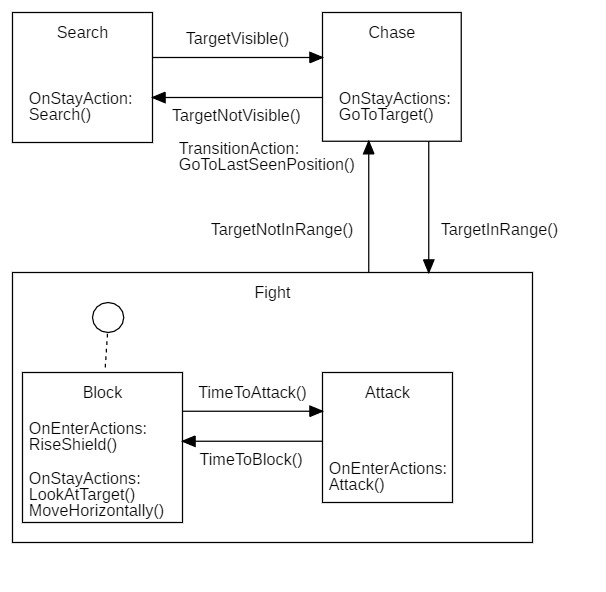 Search
TargetVisible()
Chase
OnStayAction:
Search()
OnStayActions:
GoToTarget()
TargetNotVisible()
TransitionAction:
GoToLastSeenPosition()
TargetNotInRange()
TargetInRange()
Fight
Block
TimeToAttack()
Attack
OnEnterActions:
RiseShield()
TimeToBlock()
OnStayActions:
LookAtTarget()
MoveHorizontally()
OnEnterActions:
Attack()